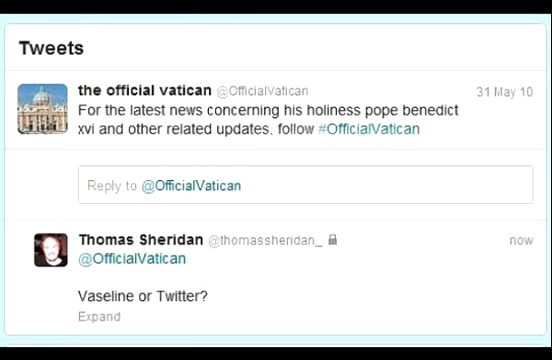 Tweets
the official vatican @OfficialVatican 31 May 10
For the latest news concerning his holiness pope benedict
xvi and other related updates, follow #OfficialVatican
Reply to @OfficialVatican
Thomas Sheridan @thomassheridan_ now
@OfficialVatican
Vaseline or Twitter?
Expand